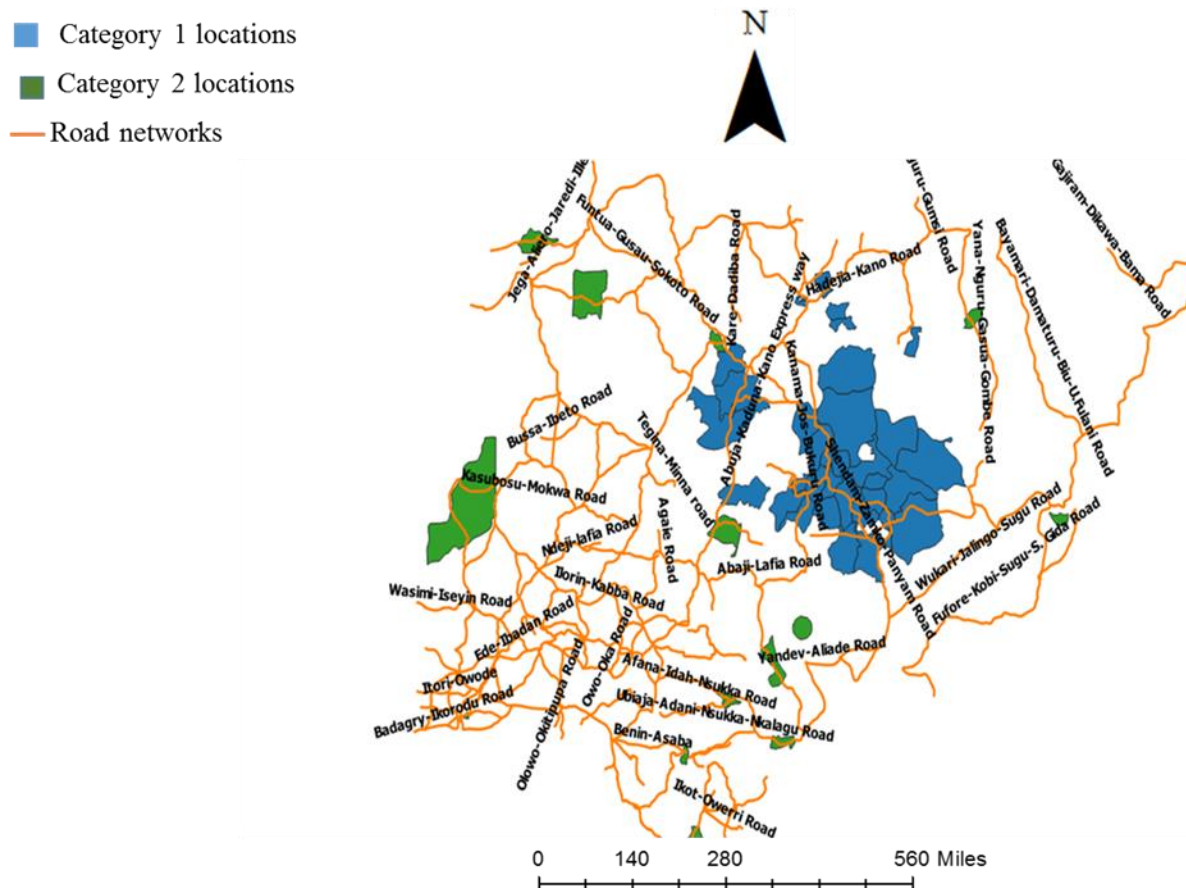 Category 1 locations
Category 2 locations
Road networks
N
Jega-Aliero-Jaredi-Ille
Funtua-Gusau-Sokoto Road
Kare-Dadiba Road
Abuja-Kaduna-Kano Express way
Hadejia-Kano Road
guru-Gumsi Road
Yana-Nguru-Gasua-Gombe Road
Bayamari-Damaturu-Biu-U.Fulani Road
Gajiram-Dikawa-Bama Road
Kanama-Jos-Bukuru Road
Shendam-Zamko Panyam Road
Bussa-Ibeto Road
Tegina-Minna road
Kasubosu-Mokwa Road
Agaie Road
Ndeji-lafia Road
Abaji-Lafia Road
Wukari-Jalingo-Sugu Road
Fufore-Kobi-Sugu-S. Gida Road
Ilorin-Kabba Road
Wasimi-Iseyin Road
Ede-Ibadan Road
Owo-Oka Road
Yandev-Aliade Road
Afana-Idah-Nsukka Road
Itori-Owode
Ubiaja-Adani-Nsukka-Nkalagu Road
Badagry-Ikorodu Road
Olowo-Okitipupa Road
Benin-Asaba
Ikot-Owerri Road
0 140 280 560 Miles